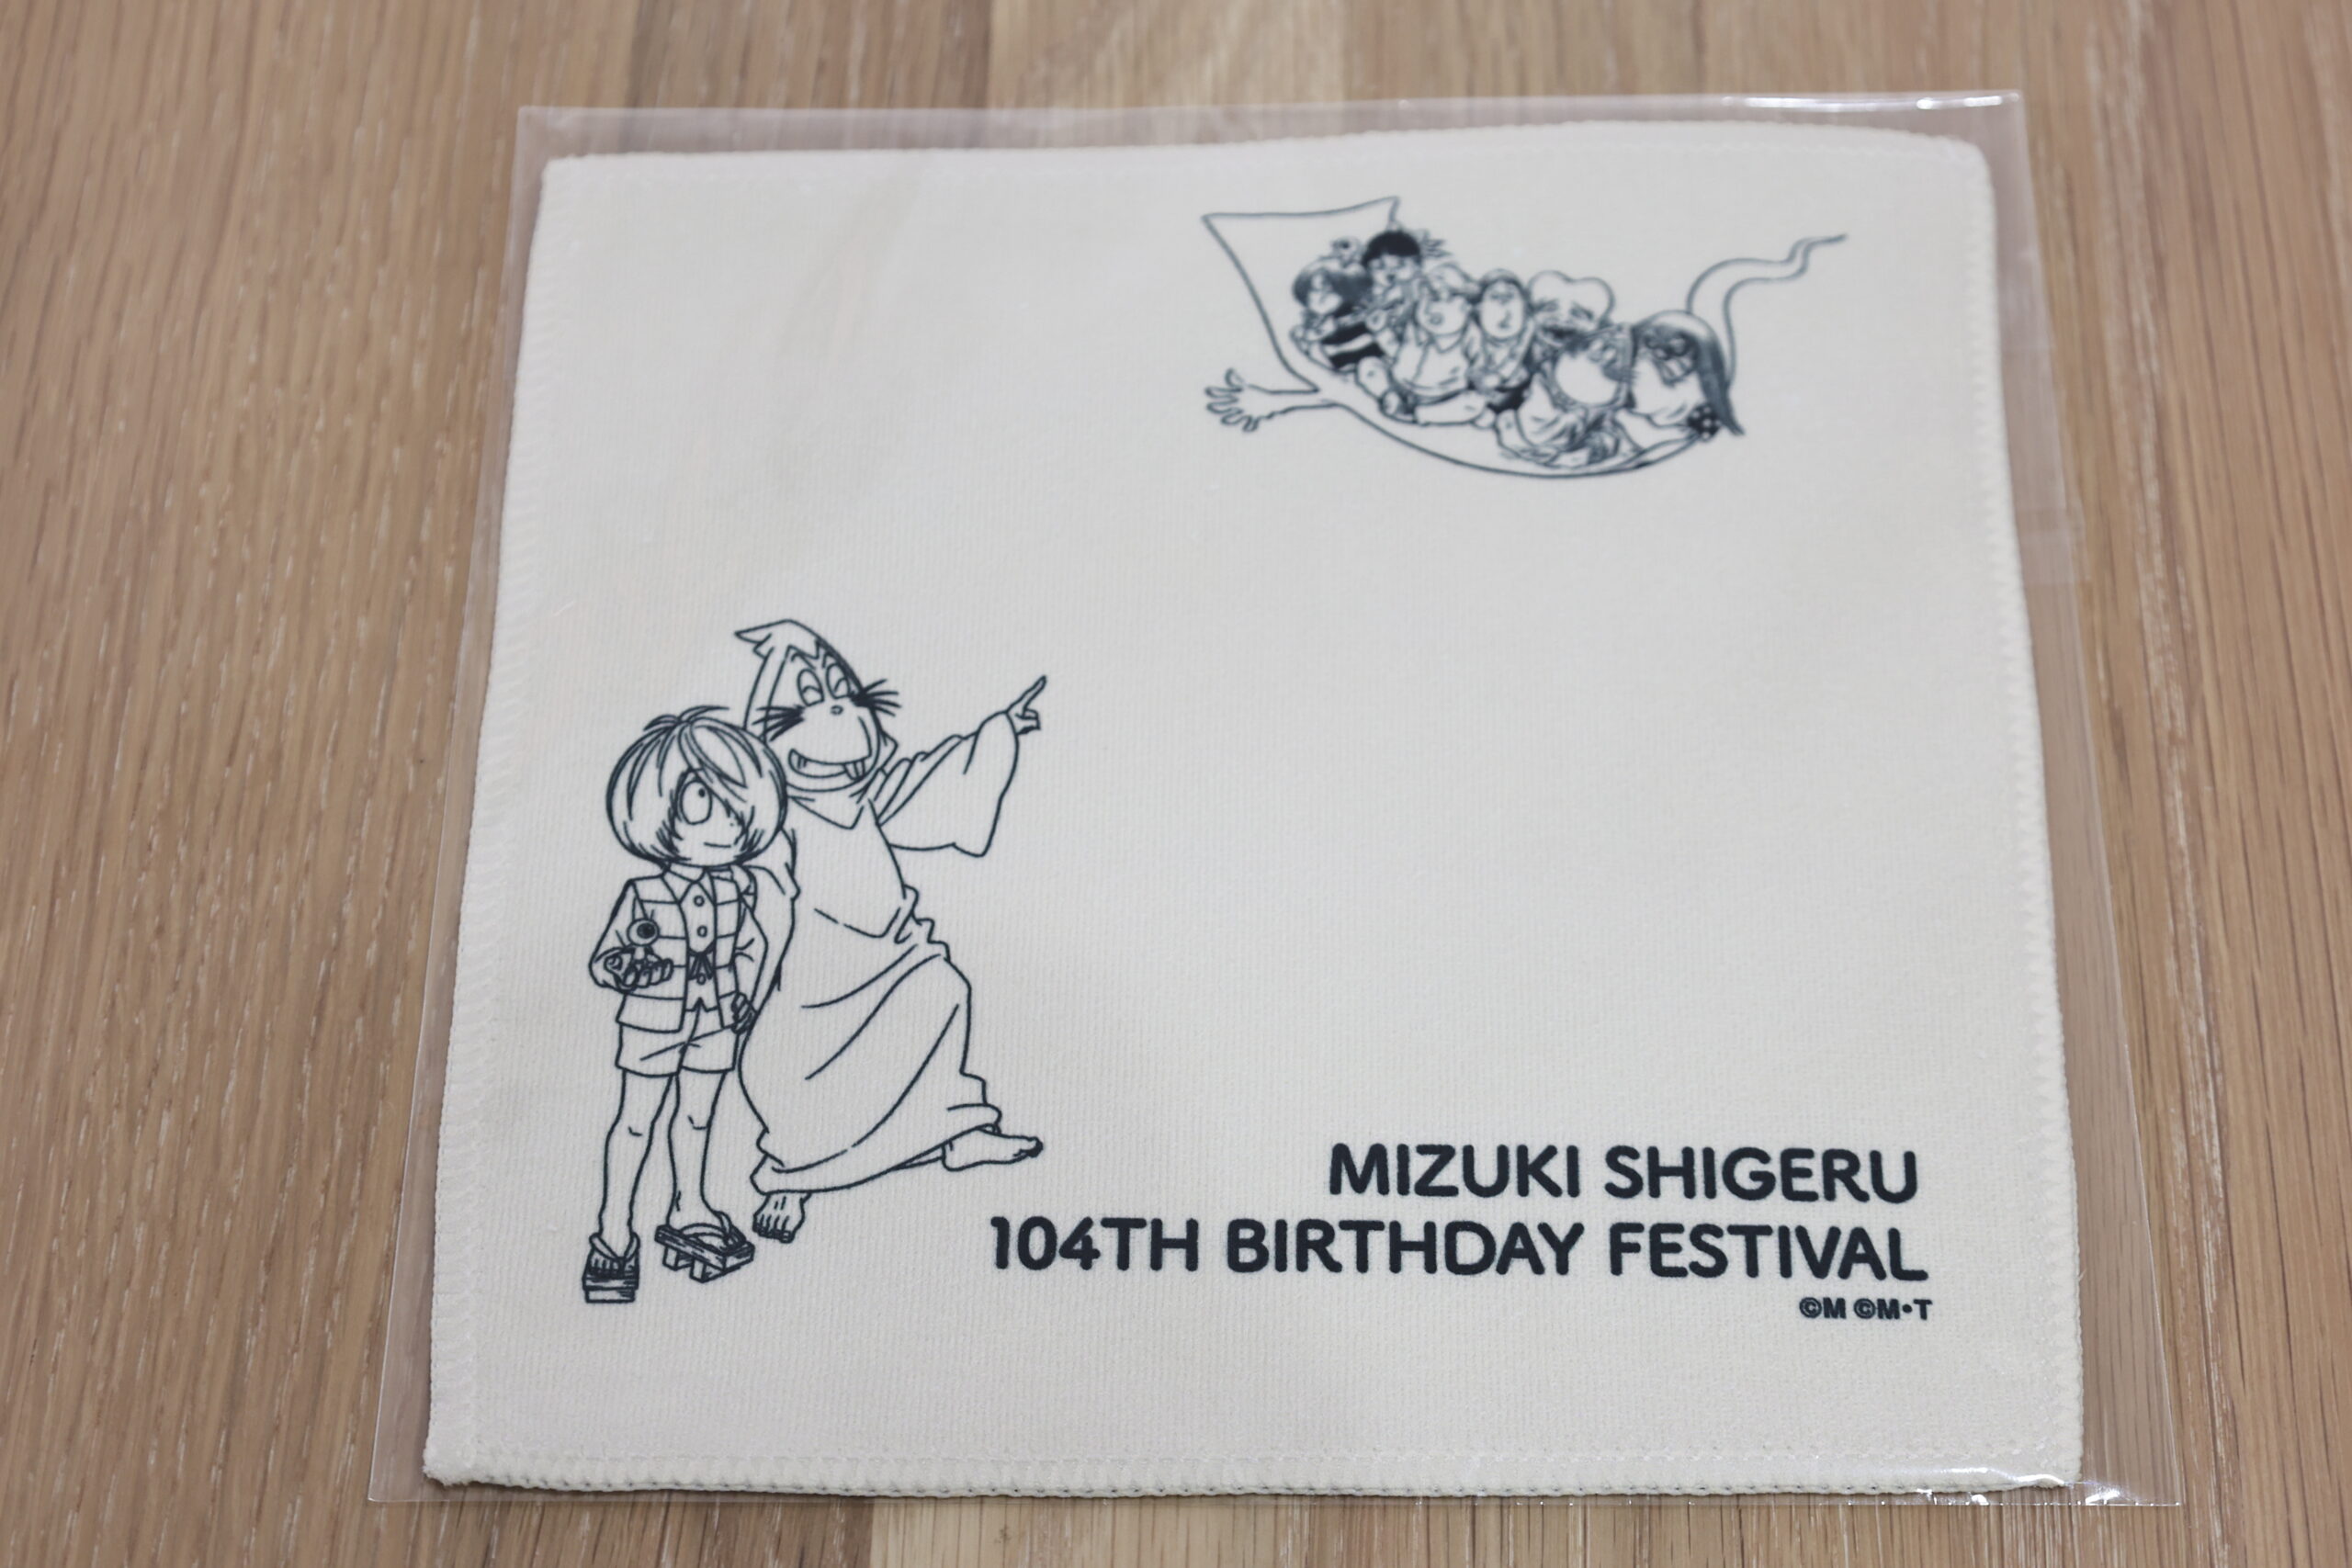 MIZUKI SHIGERU
104TH BIRTHDAY FESTIVAL
©M ©M•T